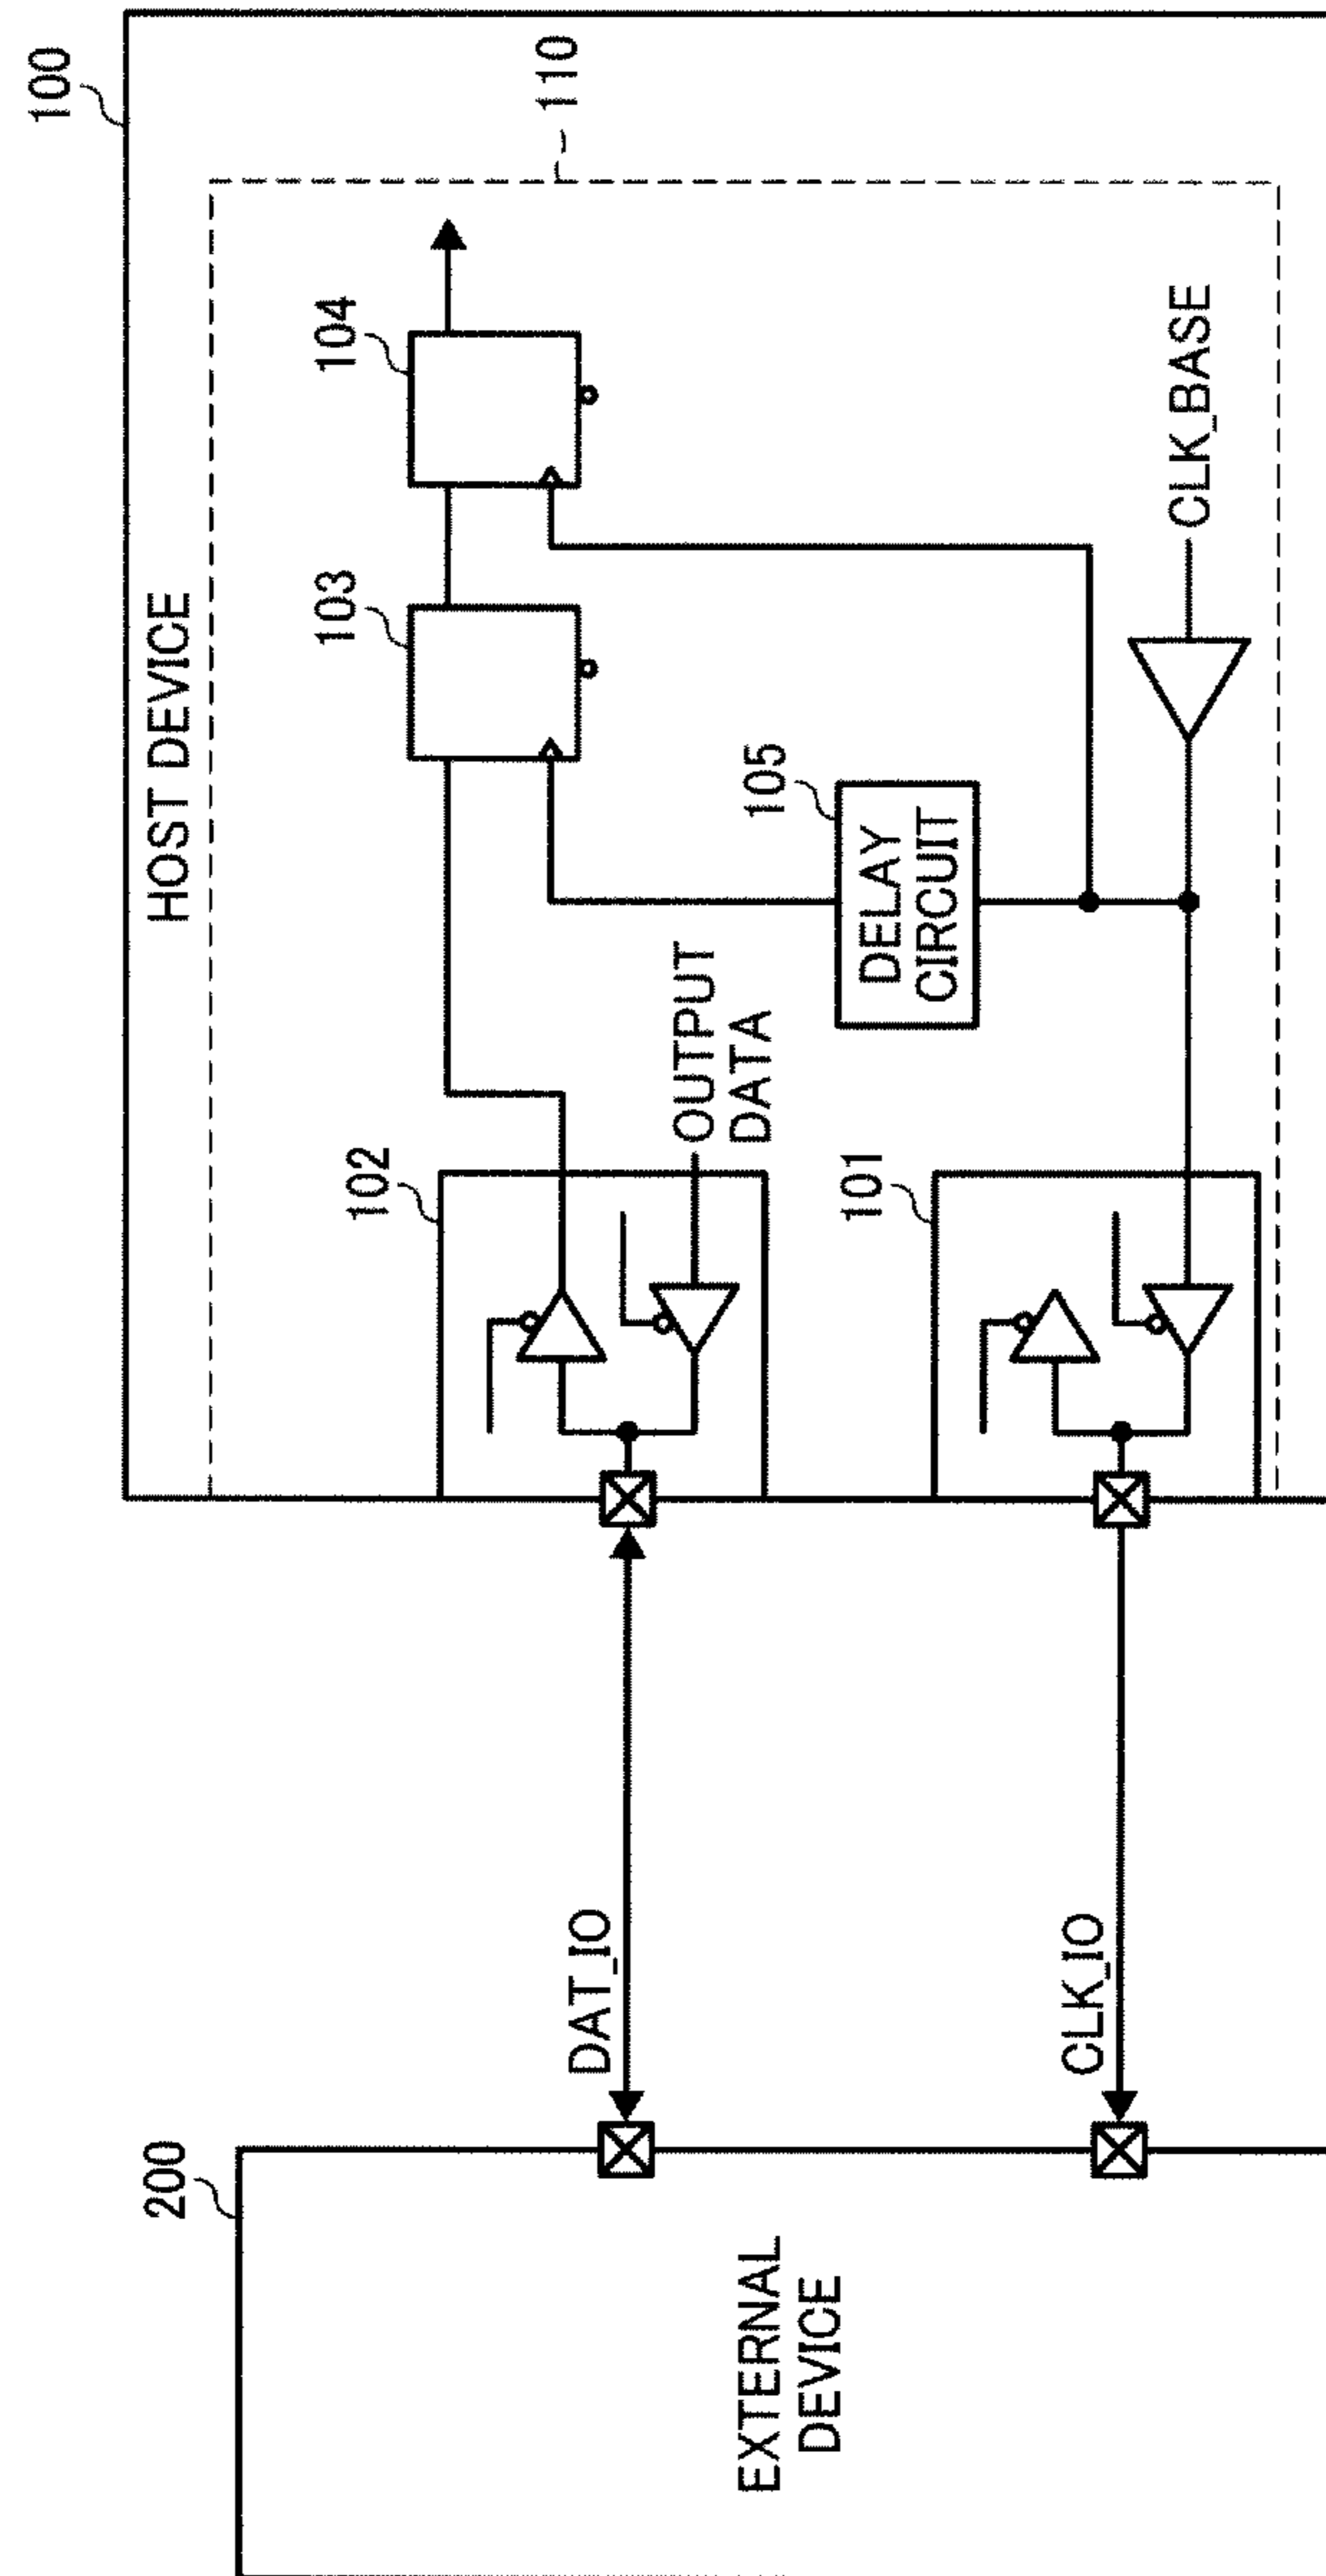 100
HOST DEVICE
110
104
103
105
DELAY
CIRCUIT
CLK_BASE
102
OUTPUT
DATA
101
DAT_IO
CLK_IO
200
EXTERNAL
DEVICE